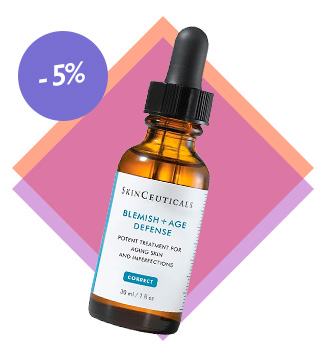 - 5%
SKINCEUTICALS
BLEMISH + AGE
DEFENSE
POTENT TREATMENT FOR
AGING SKIN
AND IMPERFECTIONS
CORRECT
30 ml / 1 fl oz